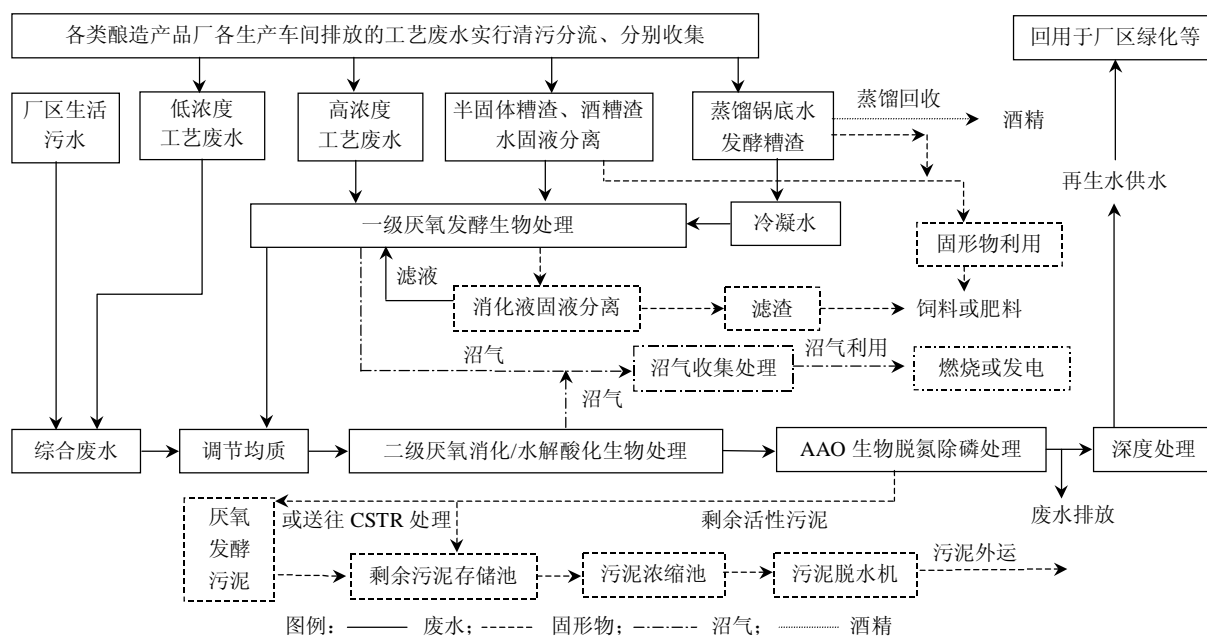 各类酿造产品厂各生产车间排放的工艺废水实行清污分流、分别收集
回用于厂区绿化等
厂区生活
污水
低浓度
工艺废水
高浓度
工艺废水
半固体糟渣、酒糟渣
水固液分离
蒸馏锅底水
发酵糟渣
蒸馏回收
酒精
再生水供水
一级厌氧发酵生物处理
冷凝水
固形物利用
滤液
消化液固液分离
滤渣
饲料或肥料
沼气
沼气收集处理
沼气利用
燃烧或发电
沼气
综合废水
调节均质
二级厌氧消化/水解酸化生物处理
AAO 生物脱氮除磷处理
深度处理
厌氧
发酵
污泥
或送往 CSTR 处理
剩余活性污泥
废水排放
剩余污泥存储池
污泥浓缩池
污泥脱水机
污泥外运
图例： 废水； 固形物； 沼气； 酒精